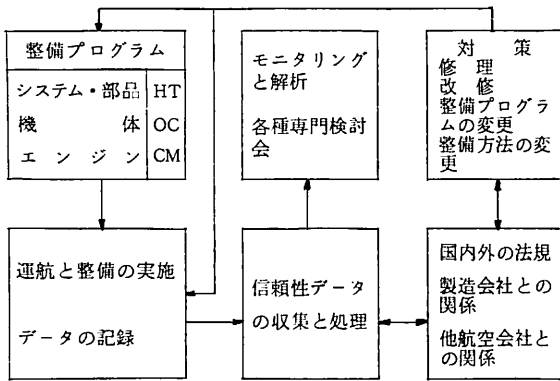 整備プログラム
システム・部品 HT
機体 OC
エンジン CM
モニタリング
と解析
各種専門検討
会
対策
修理
改修
整備プログラ
ムの変更
整備方法の変
更
運航と整備の実施
データの記録
信頼性データ
の収集と処理
国内外の法規
製造会社との
関係
他航空会社と
の関係